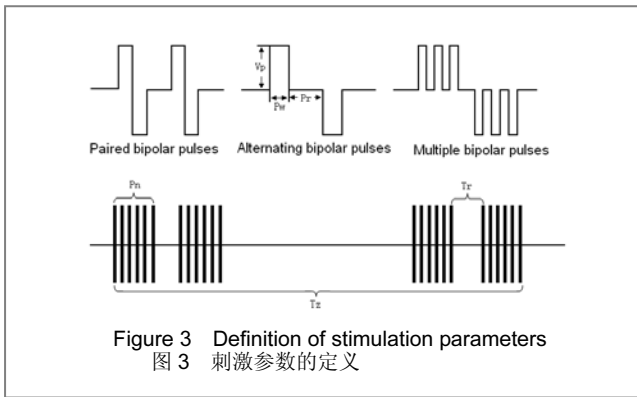 Vp
Pw
Pr
Paired bipolar pulses
Alternating bipolar pulses
Multiple bipolar pulses
Pn
Tr
Tz
Figure 3 Definition of stimulation parameters
图 3 刺激参数的定义